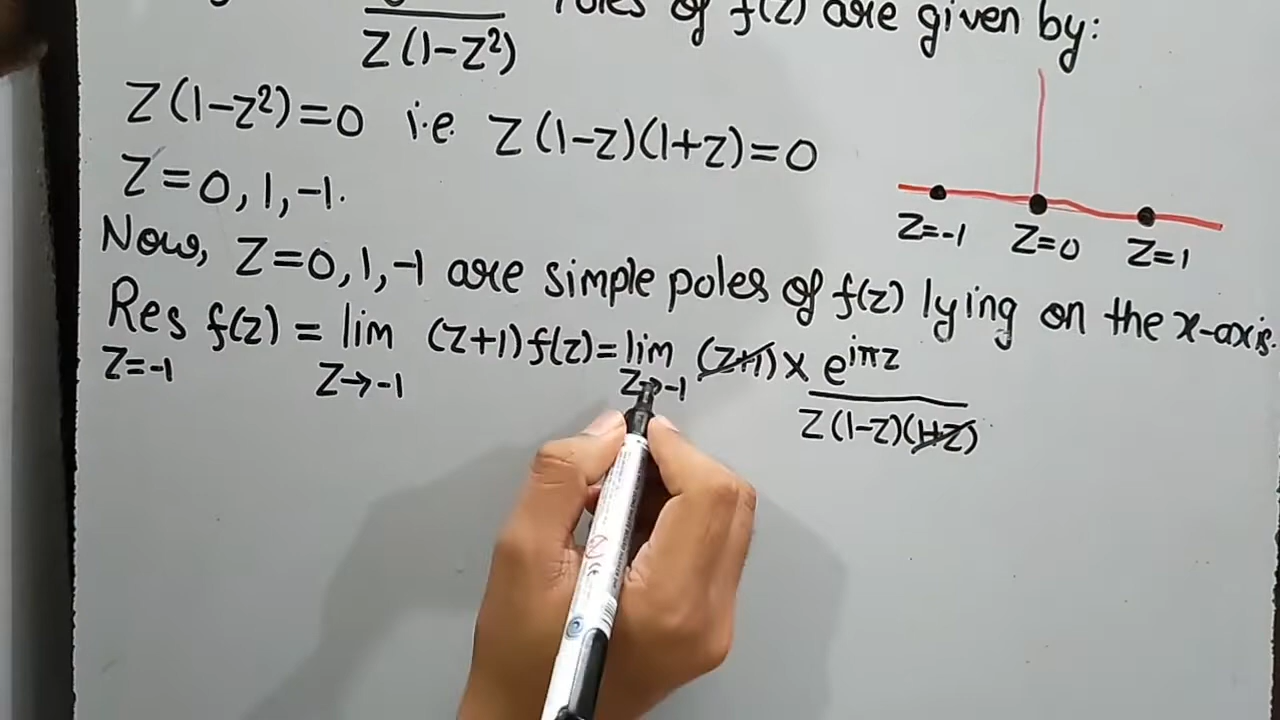 Poles of f(z) are given by:
z(1-z²)
z(1-z²)=0 i.e. z(1-z)(1+z)=0
z=0,1,-1.
z=-1 z=0 z=1
Now, z=0,1,-1 are simple poles of f(z) lying on the x-axis.
Res f(z) = lim (z+1)f(z)=lim (z+1) × e^{iπz}
z=-1 z→-1 z→-1 z(1-z)(1+z)